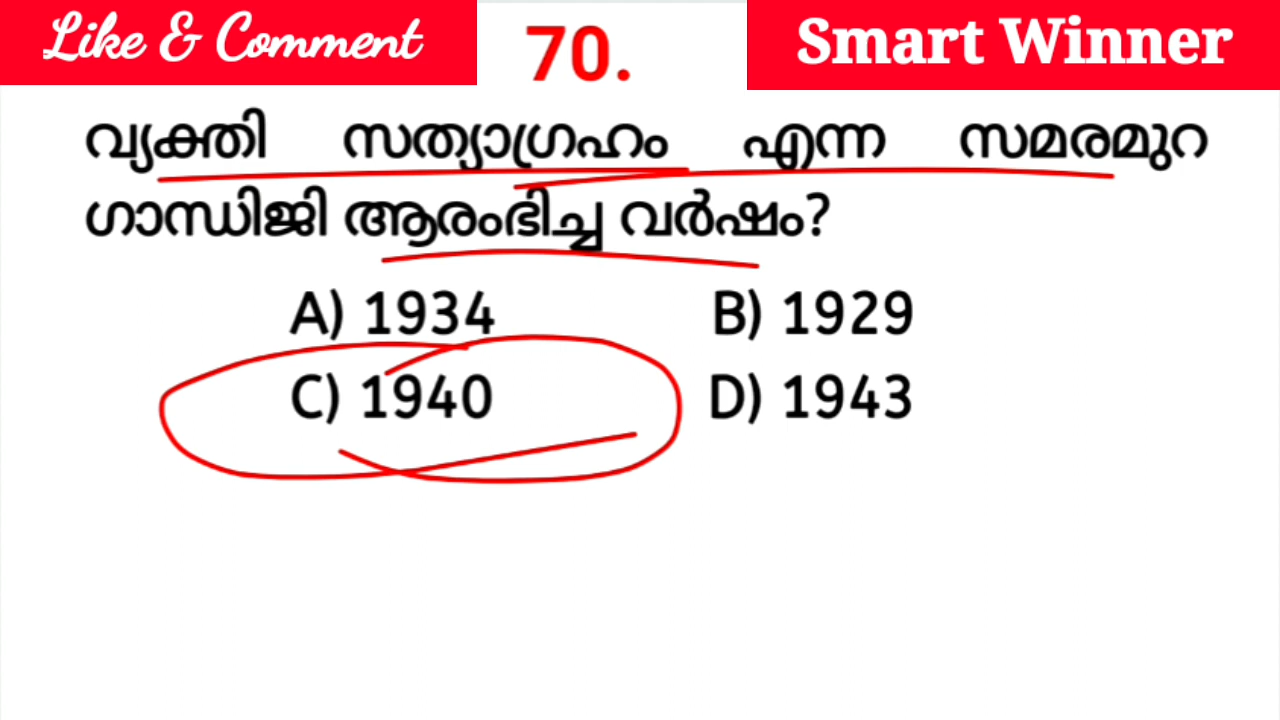 Like & Comment
70.
Smart Winner
വ്യക്തി സത്യാഗ്രഹം എന്ന സമരമുറ
ഗാന്ധിജി ആരംഭിച്ച വർഷം?
A) 1934 B) 1929
C) 1940 D) 1943